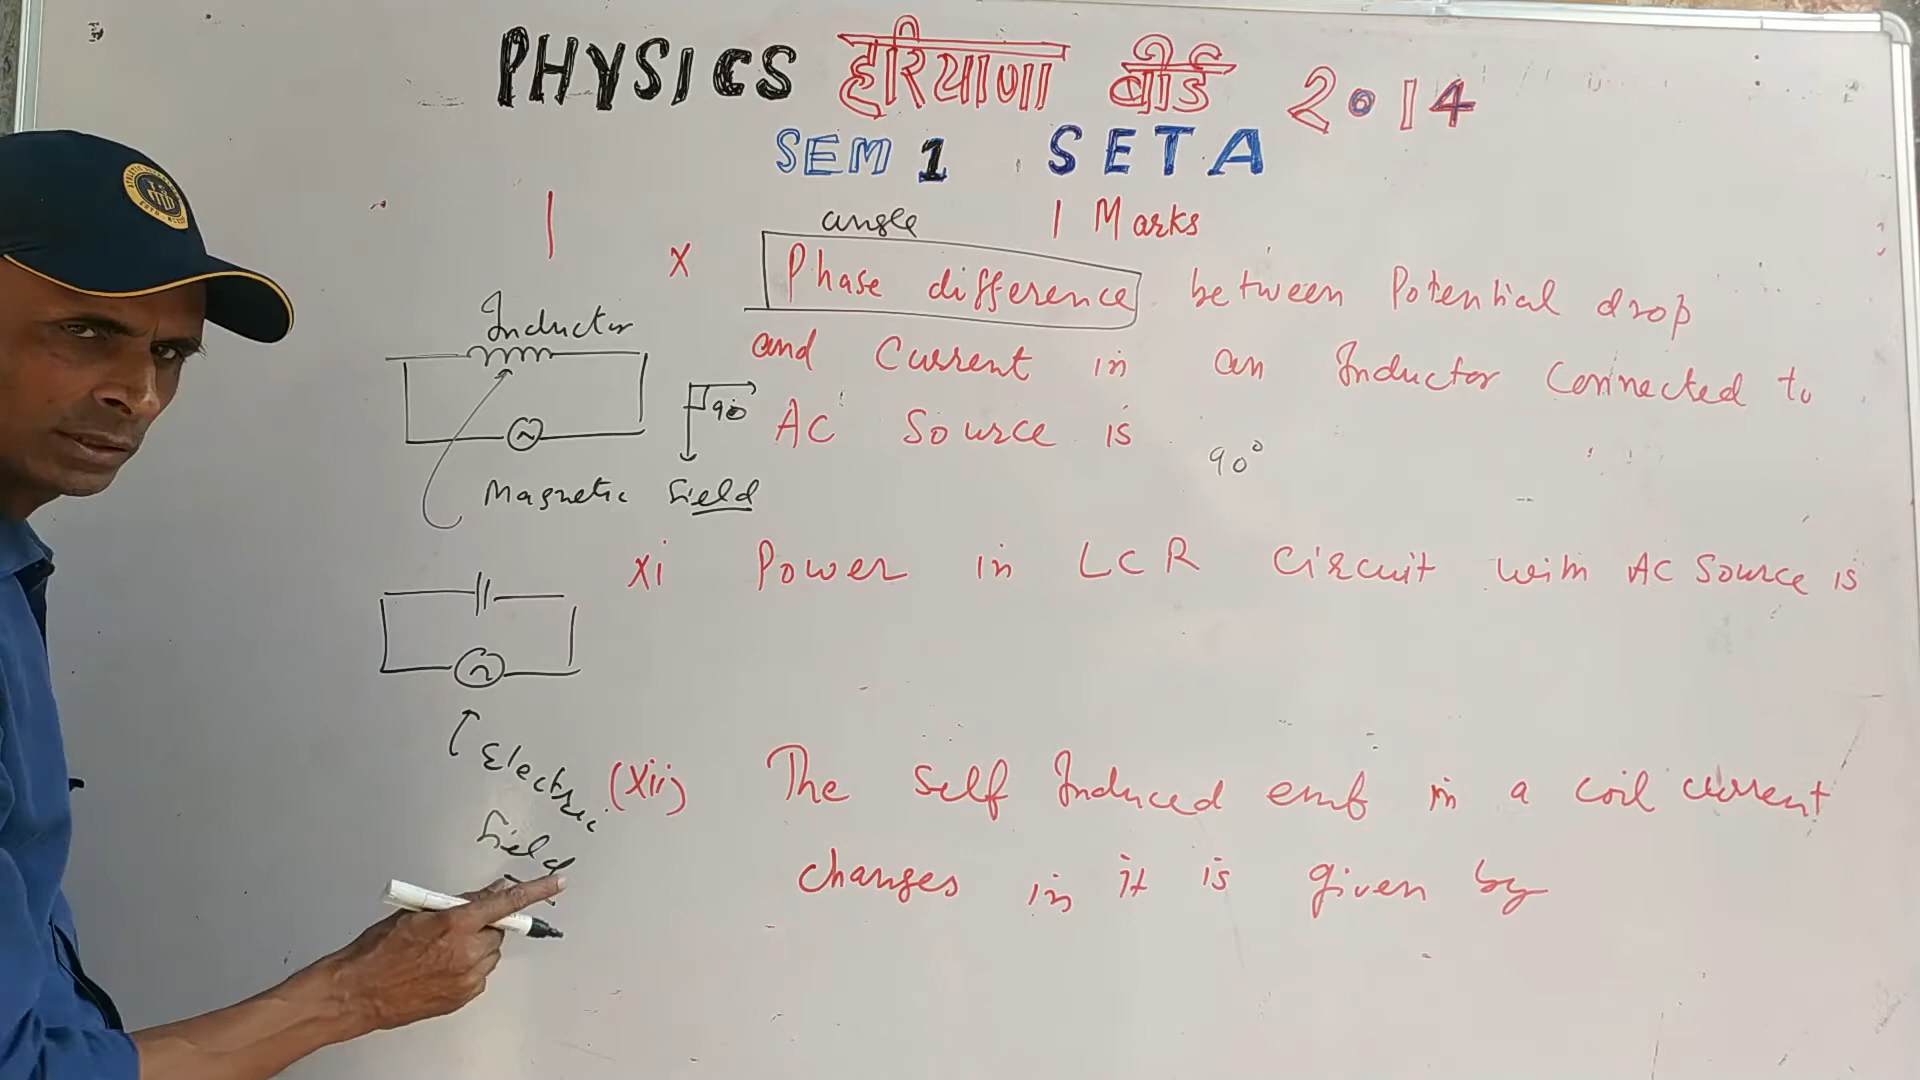 PHYSICS हरियाणा बोर्ड 2014
SEM 1 SET A
1 Marks
angle
x Phase difference between Potential drop
and Current in an Inductor Connected to
AC Source is
90°
Inductor
90
Magnetic field
xi Power in LCR Circuit with AC Source is
Electric
field
(xii) The Self Induced emf in a coil current
changes in it is given by